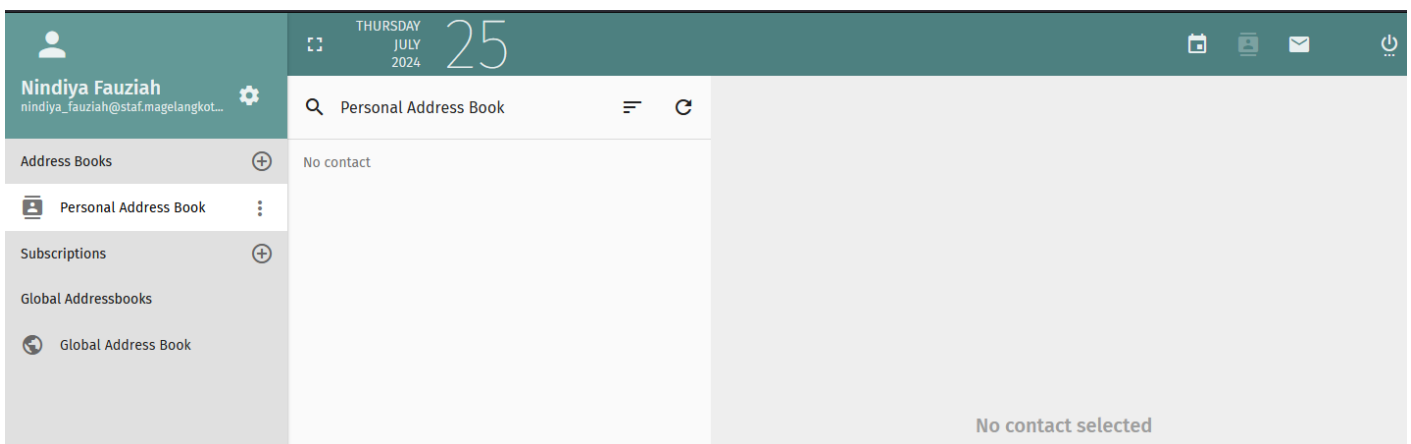 Nindiya Fauziah
nindiya_fauziah@staf.magelangkot...
Address Books
Personal Address Book
Subscriptions
Global Addressbooks
Global Address Book
THURSDAY
JULY
2024
25
Personal Address Book
No contact
No contact selected